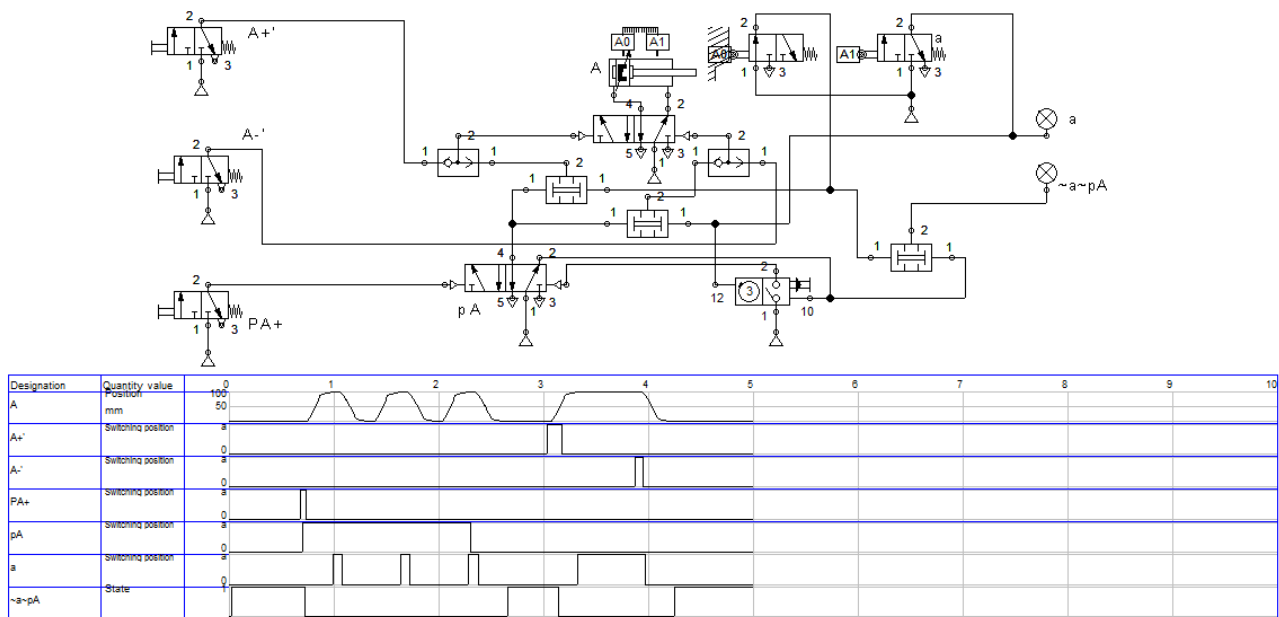 2 A+'
1 3
A0 A1
A
4 2
5 3
1
2
A0
1 3
2
a
A1
1 3
a
2 A-'
1 3
1 2 1
1 2 1
1 2 1
1 2 1
~a~pA
1 2 1
2
1 3 PA+
4 2
pA 5 3
1
2
3
12 10
1
Designation Quantity value 0 1 2 3 4 5 6 7 8 9 10
A Position mm 100 50
A+' Switching position a 0
A-' Switching position a 0
PA+ Switching position a 0
pA Switching position a 0
a Switching position a 0
~a~pA State 1